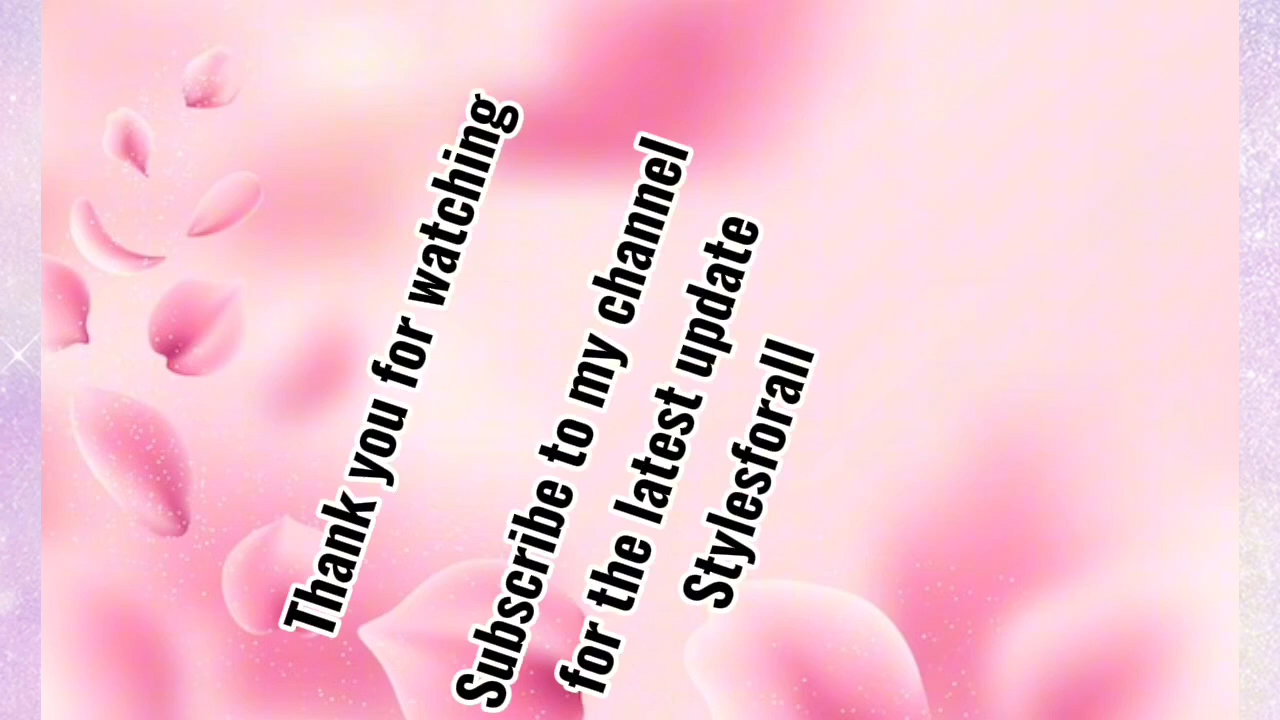 Thank you for watching
Subscribe to my channel
for the latest update
Stylesforall